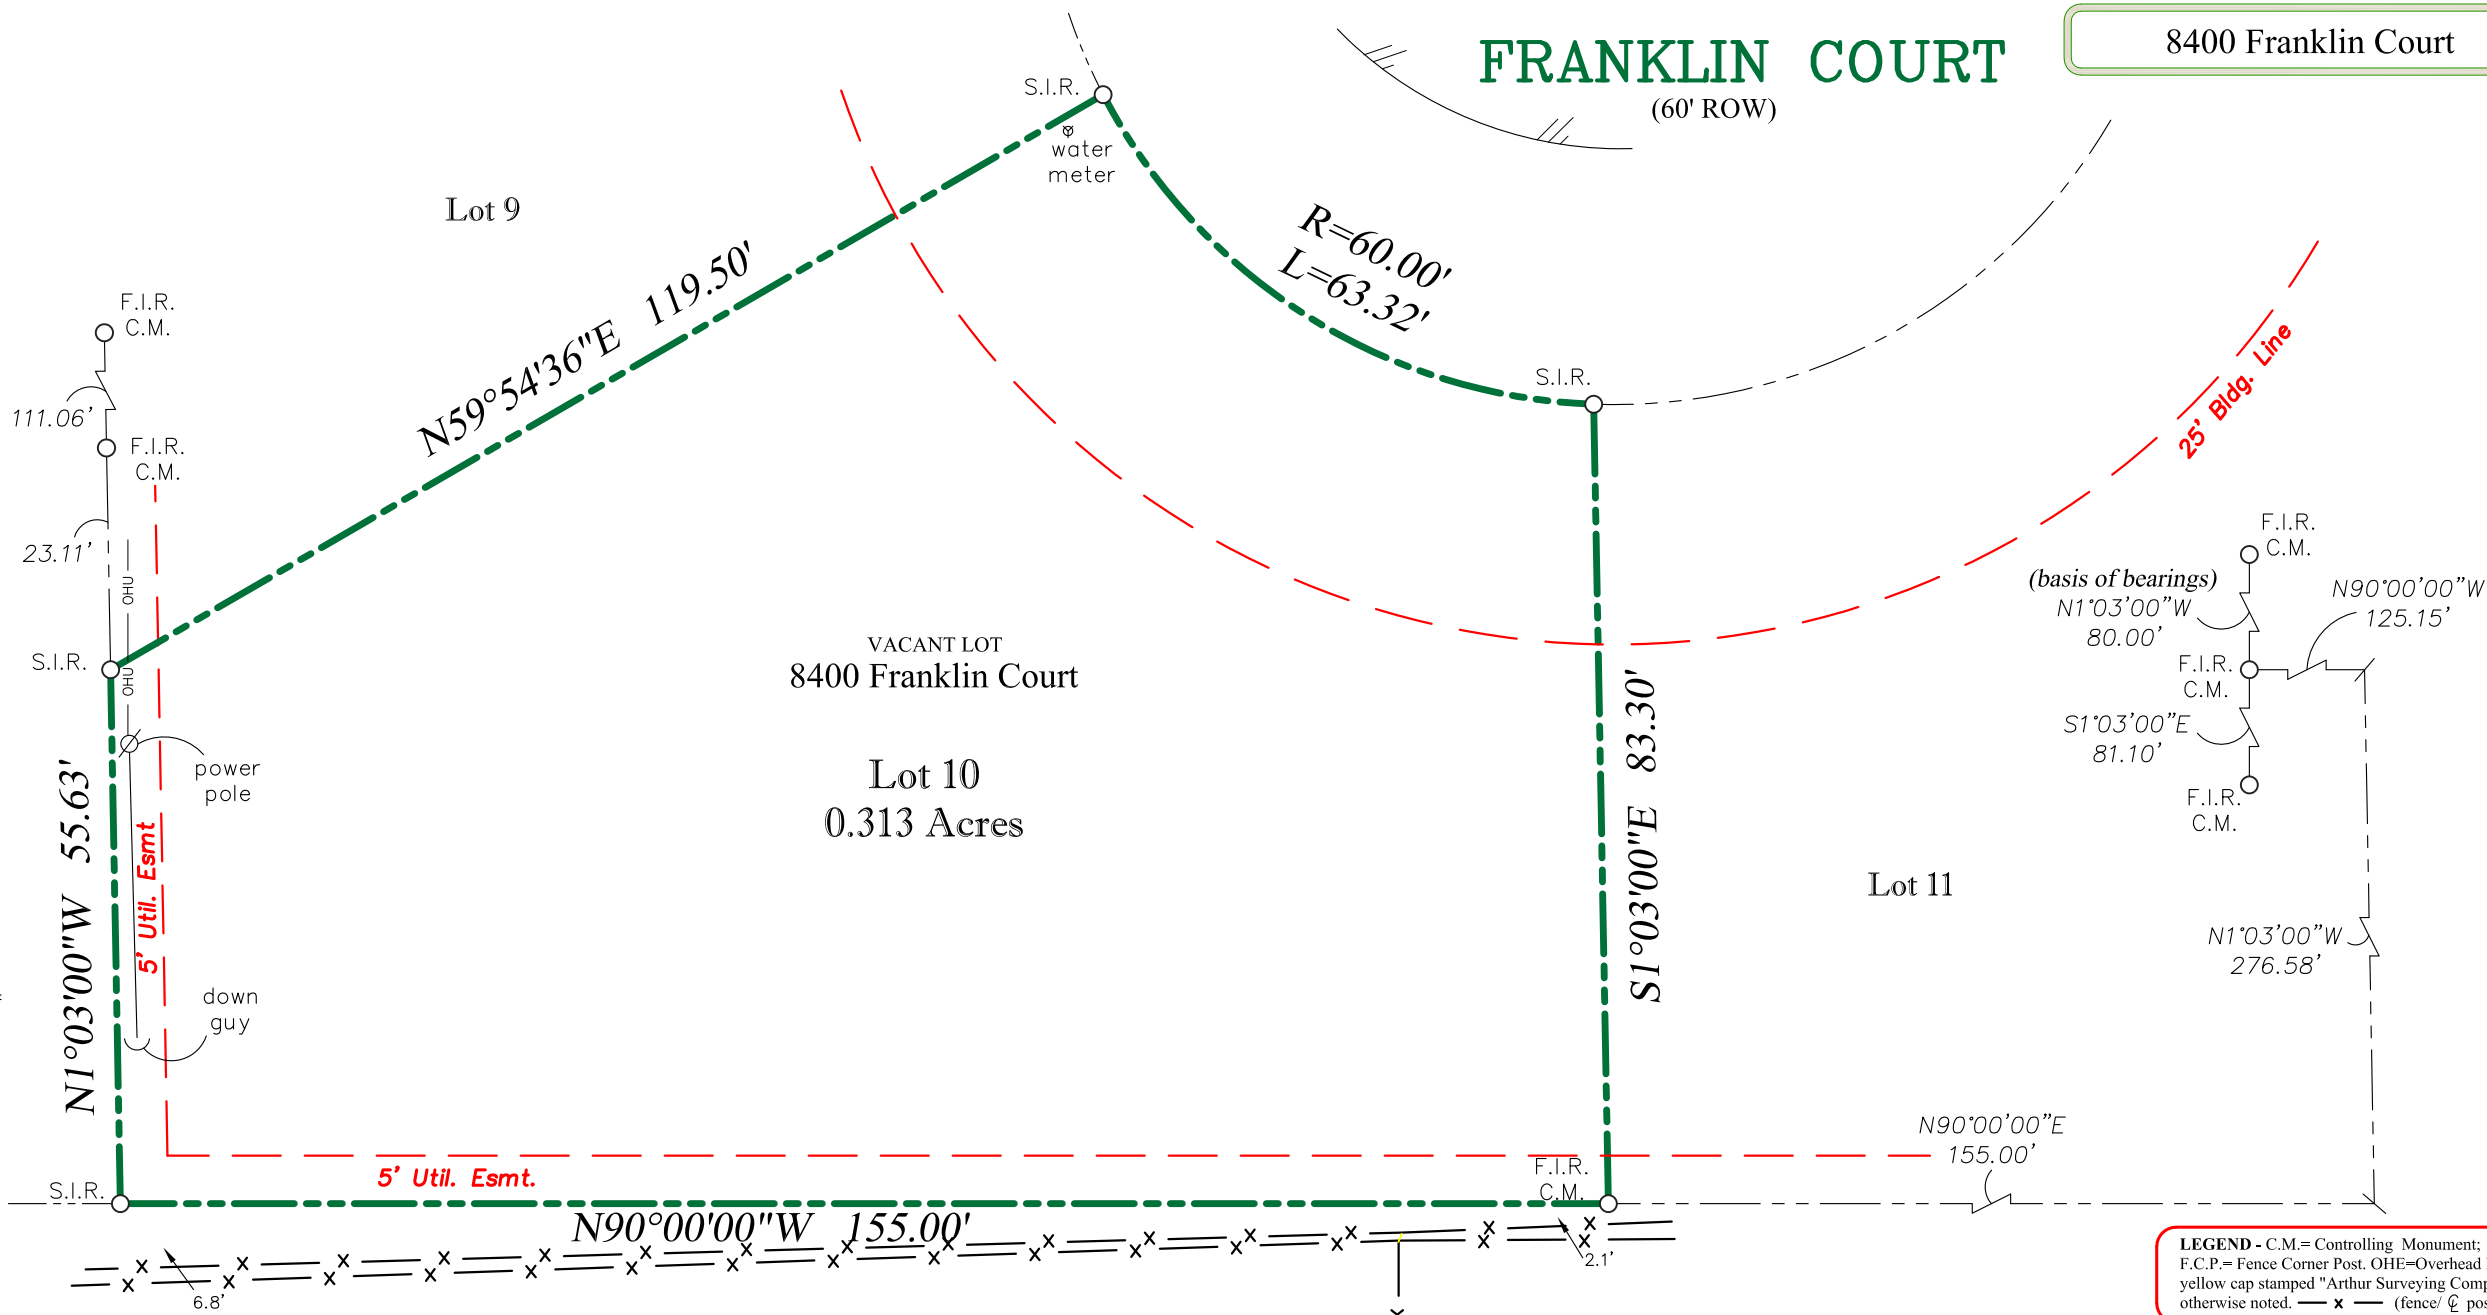 8400 Franklin Court
FRANKLIN COURT
(60' ROW)
S.I.R.
water
meter
Lot 9
R=60.00'
L=63.32'
N59°54'36"E 119.50'
F.I.R.
C.M.
111.06'
F.I.R.
C.M.
23.11'
OHU
S.I.R.
OHU
S.I.R.
25' Bldg. Line
F.I.R.
C.M.
(basis of bearings)
N1°03'00"W
80.00'
N90°00'00"W
125.15'
F.I.R.
C.M.
S1°03'00"E
81.10'
F.I.R.
C.M.
VACANT LOT
8400 Franklin Court
Lot 10
0.313 Acres
power
pole
N1°03'00"W 55.63'
5' Util. Esmt
down
guy
S1°03'00"E 83.30'
Lot 11
N1°03'00"W
276.58'
N90°00'00"E
155.00'
5' Util. Esmt.
S.I.R.
F.I.R.
C.M.
N90°00'00"W 155.00'
6.8'
2.1'
LEGEND - C.M.= Controlling Monument;
F.C.P.= Fence Corner Post. OHE=Overhead
yellow cap stamped "Arthur Surveying Com
otherwise noted. — x — (fence/ ℄ pos